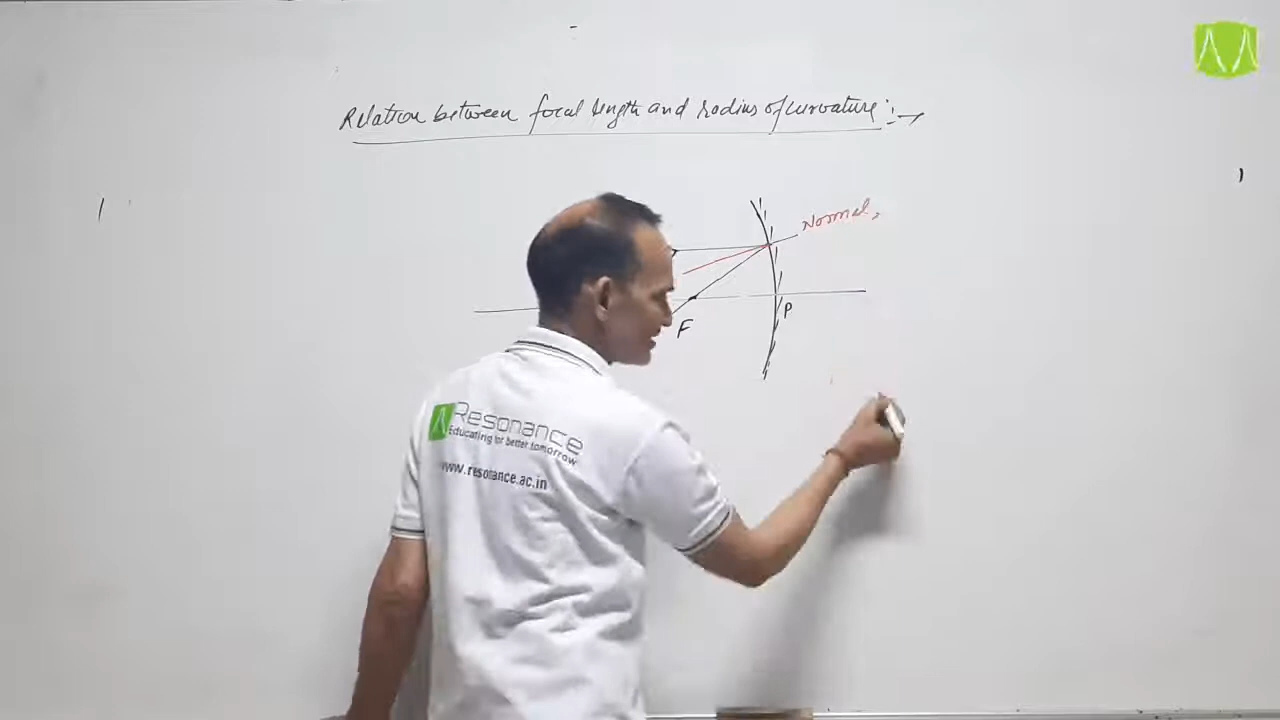 Relation between focal length and radius of curvature :→
Normal,
F
P
Resonance
Educating for better tomorrow
www.resonance.ac.in